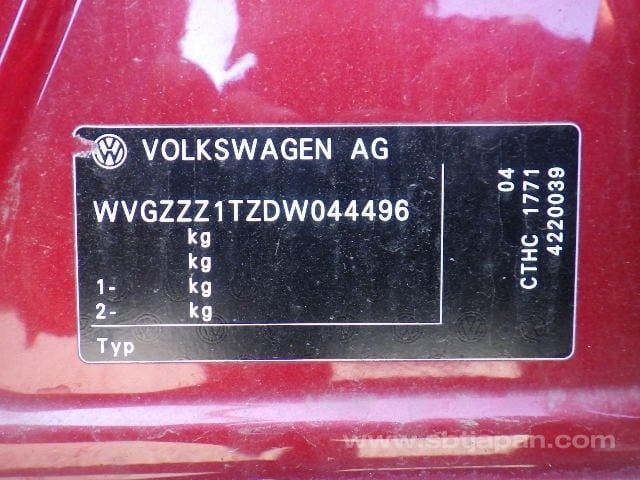 VOLKSWAGEN AG
WVGZZZ1TZDW044496
kg
kg
1- kg
2- kg
Typ
04
CTHC 1771
4220039
www.sbtjapan.com